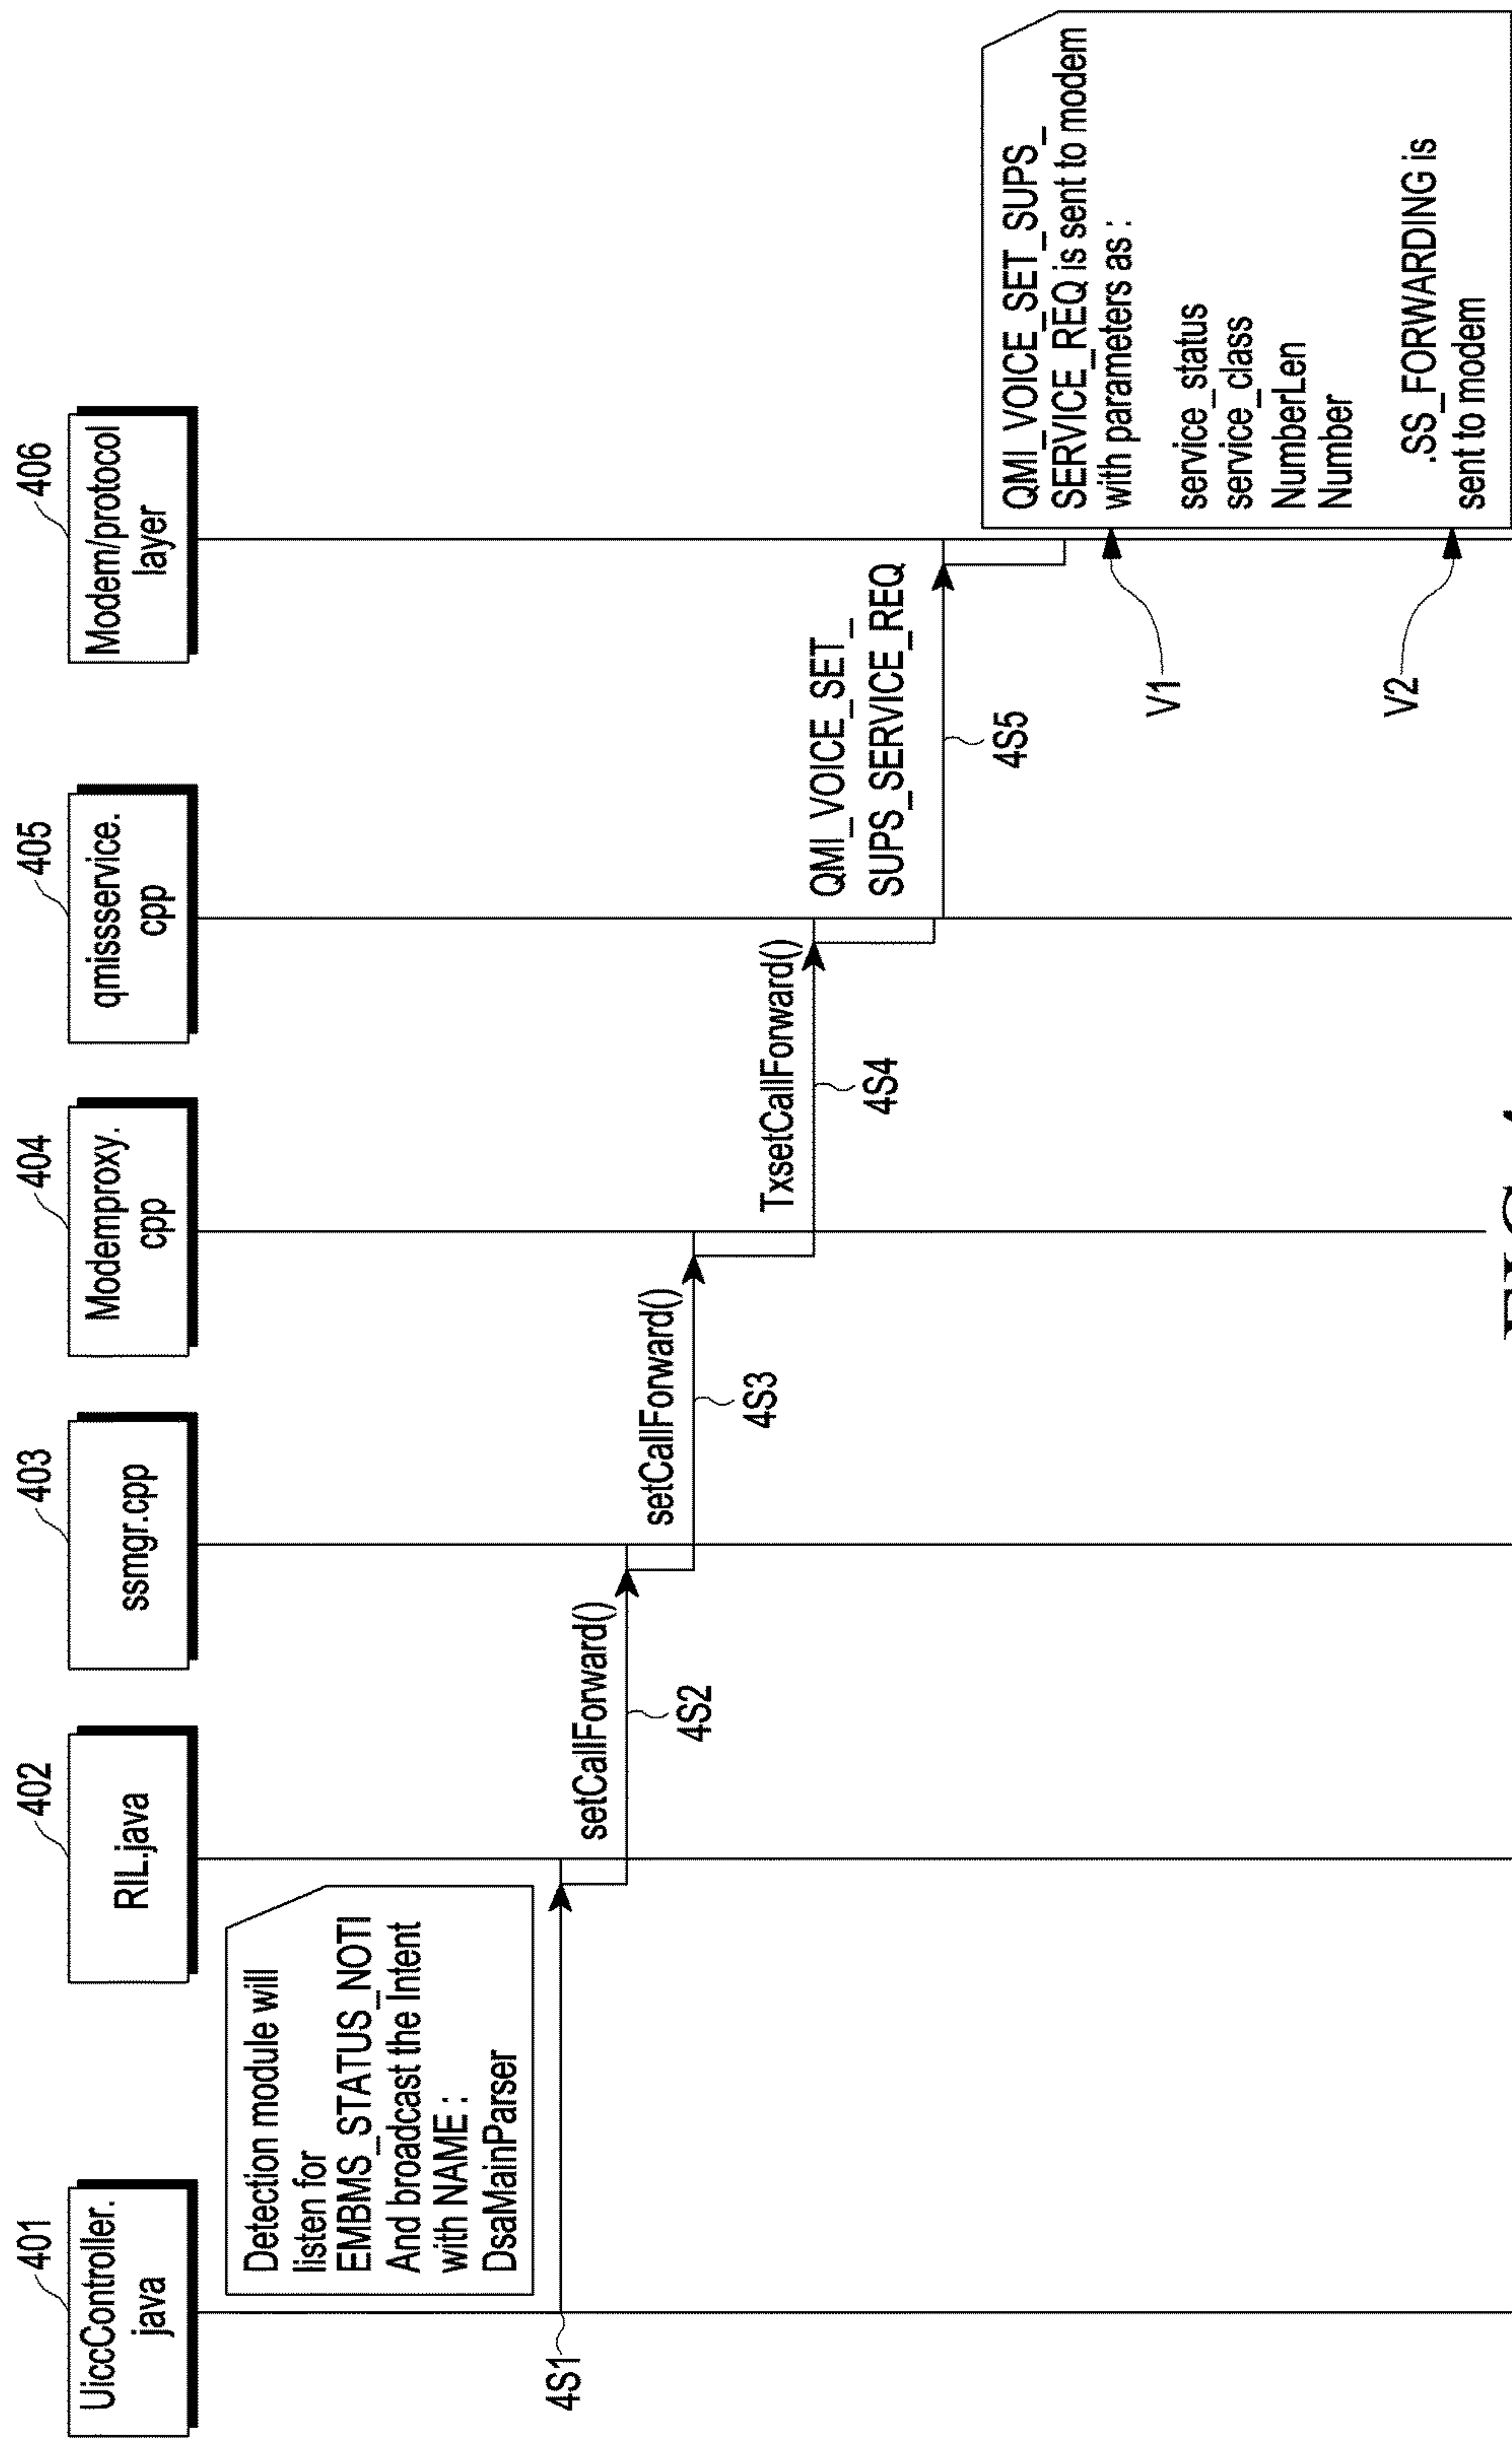 401
UiccController.
java
402
RIL.java
403
ssmgr.cpp
404
Modemproxy.
cpp
405
qmissservice.
cpp
406
Modem/protocol
layer
Detection module will
listen for
EMBMS_STATUS_NOTI
And broadcast the Intent
with NAME :
DsaMainParser
4S1
setCallForward()
4S2
setCallForward()
4S3
TxsetCallForward()
4S4
QMI_VOICE_SET_
SUPS_SERVICE_REQ
4S5
QMI_VOICE_SET_SUPS_
SERVICE_REQ is sent to modem
with parameters as :
service_status
service_class
NumberLen
Number
.SS_FORWARDING is
sent to modem
V1
V2